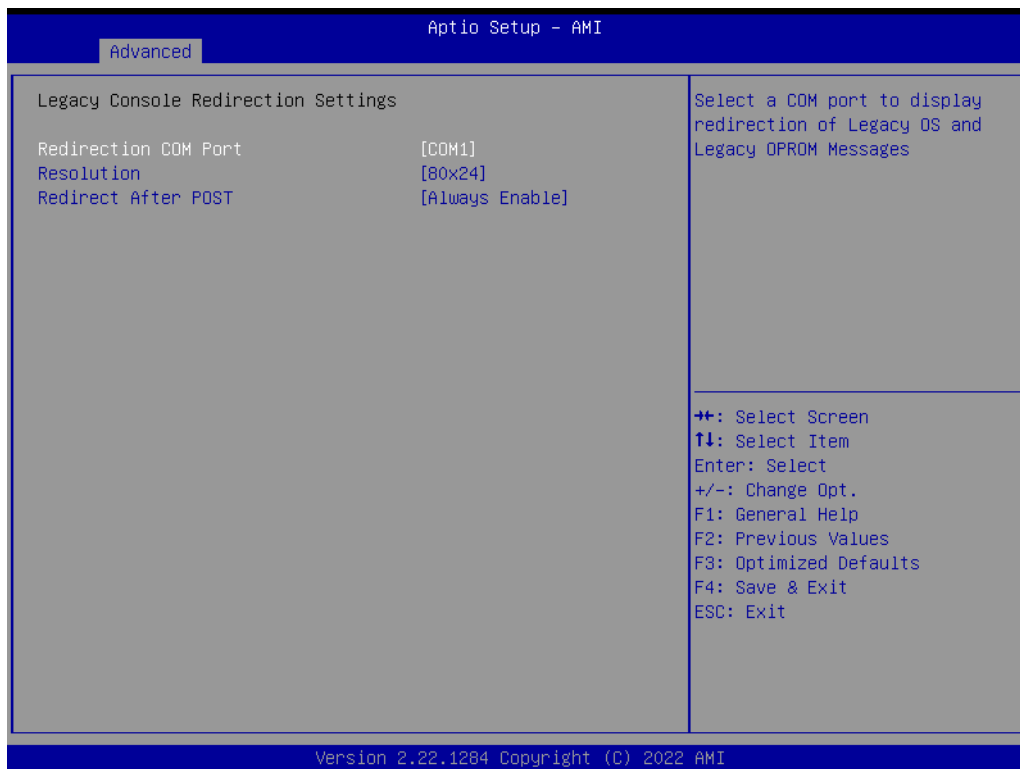 Aptio Setup – AMI
Advanced
Legacy Console Redirection Settings
Redirection COM Port [COM1]
Resolution [80x24]
Redirect After POST [Always Enable]
Select a COM port to display
redirection of Legacy OS and
Legacy OPROM Messages
→←: Select Screen
↑↓: Select Item
Enter: Select
+/-: Change Opt.
F1: General Help
F2: Previous Values
F3: Optimized Defaults
F4: Save & Exit
ESC: Exit
Version 2.22.1284 Copyright (C) 2022 AMI